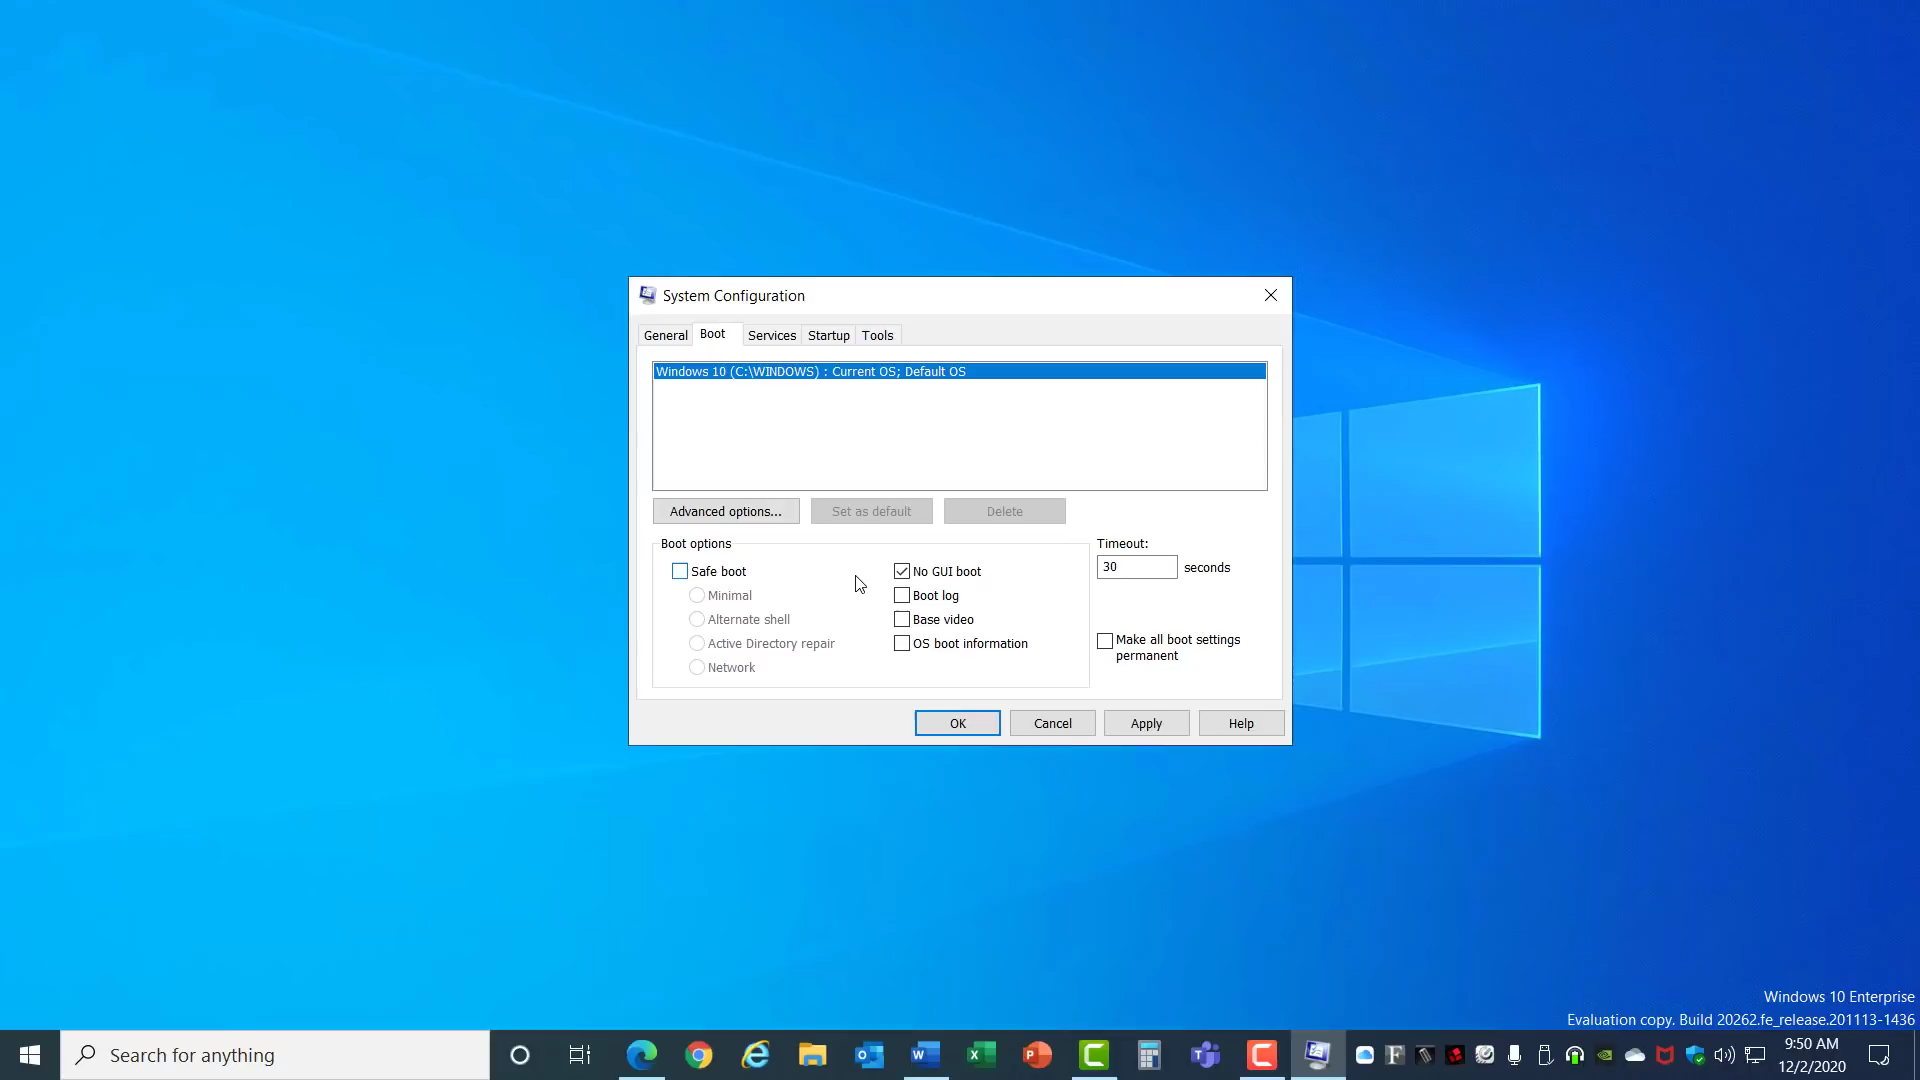 System Configuration
General Boot Services Startup Tools
Windows 10 (C:\WINDOWS) : Current OS; Default OS
Advanced options... Set as default Delete
Boot options
Timeout:
30 seconds
Safe boot
Minimal
Alternate shell
Active Directory repair
Network
No GUI boot
Boot log
Base video
OS boot information
Make all boot settings
permanent
OK Cancel Apply Help
Windows 10 Enterprise
Evaluation copy. Build 20262.fe_release.201113-1436
Search for anything
9:50 AM
12/2/2020